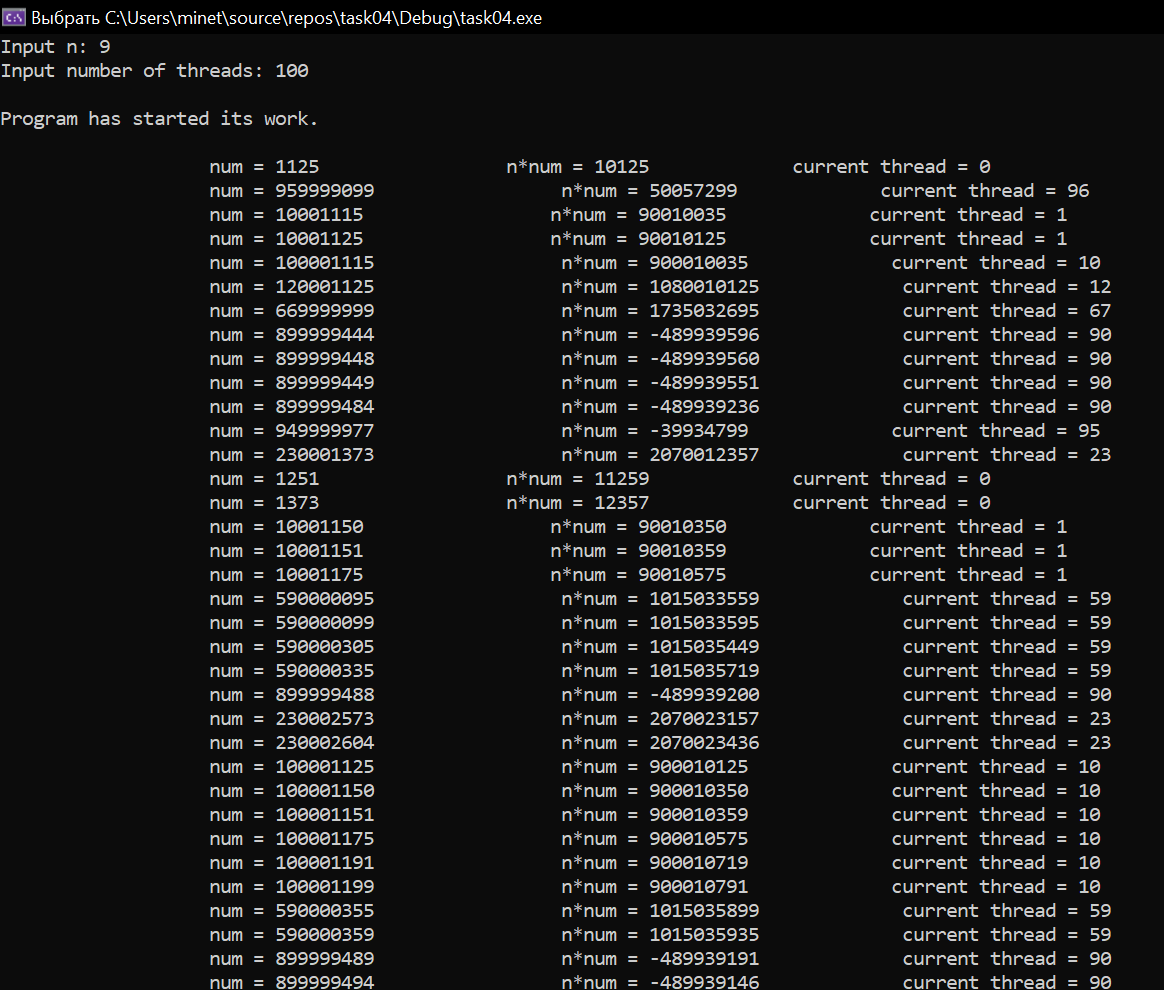 Выбрать C:\Users\minet\source\repos\task04\Debug\task04.exe
Input n: 9
Input number of threads: 100
Program has started its work.
num = 1125 n*num = 10125 current thread = 0
num = 959999099 n*num = 50057299 current thread = 96
num = 10001115 n*num = 90010035 current thread = 1
num = 10001125 n*num = 90010125 current thread = 1
num = 100001115 n*num = 900010035 current thread = 10
num = 120001125 n*num = 1080010125 current thread = 12
num = 669999999 n*num = 1735032695 current thread = 67
num = 899999444 n*num = -489939596 current thread = 90
num = 899999448 n*num = -489939560 current thread = 90
num = 899999449 n*num = -489939551 current thread = 90
num = 899999484 n*num = -489939236 current thread = 90
num = 949999977 n*num = -39934799 current thread = 95
num = 230001373 n*num = 2070012357 current thread = 23
num = 1251 n*num = 11259 current thread = 0
num = 1373 n*num = 12357 current thread = 0
num = 10001150 n*num = 90010350 current thread = 1
num = 10001151 n*num = 90010359 current thread = 1
num = 10001175 n*num = 90010575 current thread = 1
num = 590000095 n*num = 1015033559 current thread = 59
num = 590000099 n*num = 1015033595 current thread = 59
num = 590000305 n*num = 1015035449 current thread = 59
num = 590000335 n*num = 1015035719 current thread = 59
num = 899999488 n*num = -489939200 current thread = 90
num = 230002573 n*num = 2070023157 current thread = 23
num = 230002604 n*num = 2070023436 current thread = 23
num = 100001125 n*num = 900010125 current thread = 10
num = 100001150 n*num = 900010350 current thread = 10
num = 100001151 n*num = 900010359 current thread = 10
num = 100001175 n*num = 900010575 current thread = 10
num = 100001191 n*num = 900010719 current thread = 10
num = 100001199 n*num = 900010791 current thread = 10
num = 590000355 n*num = 1015035899 current thread = 59
num = 590000359 n*num = 1015035935 current thread = 59
num = 899999489 n*num = -489939191 current thread = 90
num = 899999494 n*num = -489939146 current thread = 90